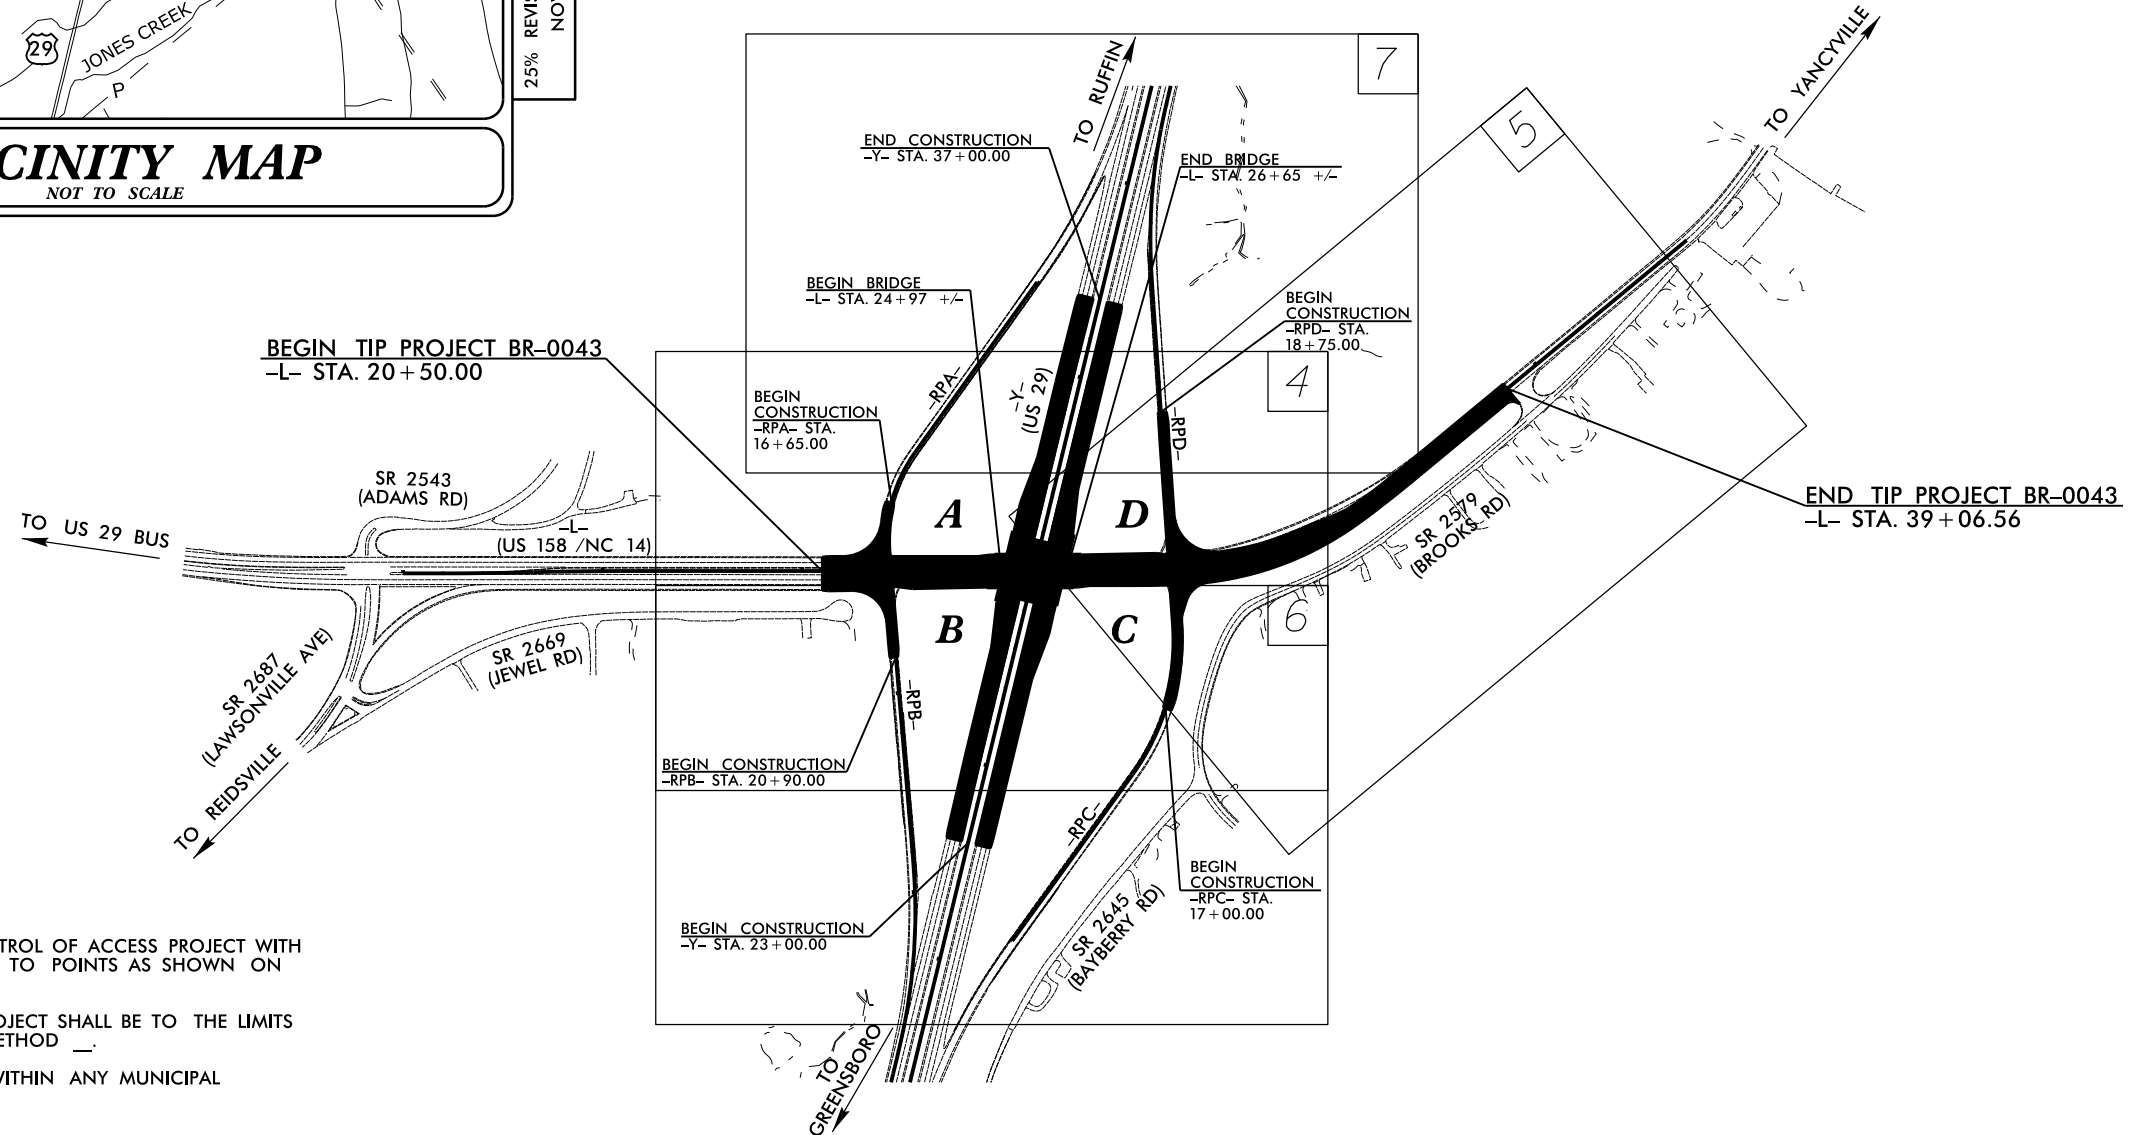 29
JONES CREEK
P
25% REVIS
NOV
CINITY MAP
NOT TO SCALE
7
TO RUFFIN
TO YANCYVILLE
5
END CONSTRUCTION
-Y- STA. 37+00.00
END BRIDGE
-L- STA. 26+65 +/-
BEGIN BRIDGE
-L- STA. 24+97 +/-
BEGIN
CONSTRUCTION
-RPD- STA.
18+75.00
BEGIN TIP PROJECT BR-0043
-L- STA. 20+50.00
4
-RPA-
-Y-
(US 29)
BEGIN
CONSTRUCTION
-RPA- STA.
16+65.00
-RPD-
SR 2543
(ADAMS RD)
TO US 29 BUS
-L-
(US 158 /NC 14)
A
D
SR 2579
(BROOKS RD)
END TIP PROJECT BR-0043
-L- STA. 39+06.56
B
C
6
SR 2687
(LAWSONVILLE AVE)
SR 2669
(JEWEL RD)
-RPB-
TO REIDSVILLE
BEGIN CONSTRUCTION
-RPB- STA. 20+90.00
-RPC-
BEGIN
CONSTRUCTION
-RPC- STA.
17+00.00
BEGIN CONSTRUCTION
-Y- STA. 23+00.00
SR 2645
(BAYBERRY RD)
TROL OF ACCESS PROJECT WITH
TO POINTS AS SHOWN ON
OJECT SHALL BE TO THE LIMITS
ETHOD __.
WITHIN ANY MUNICIPAL
TO
GREENSBORO